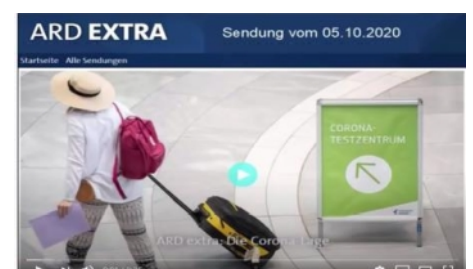 ARD EXTRA
Sendung vom 05.10.2020
Startseite Alle Sendungen
CORONA-
TESTZENTRUM
ARD extra: Die Corona-Lage